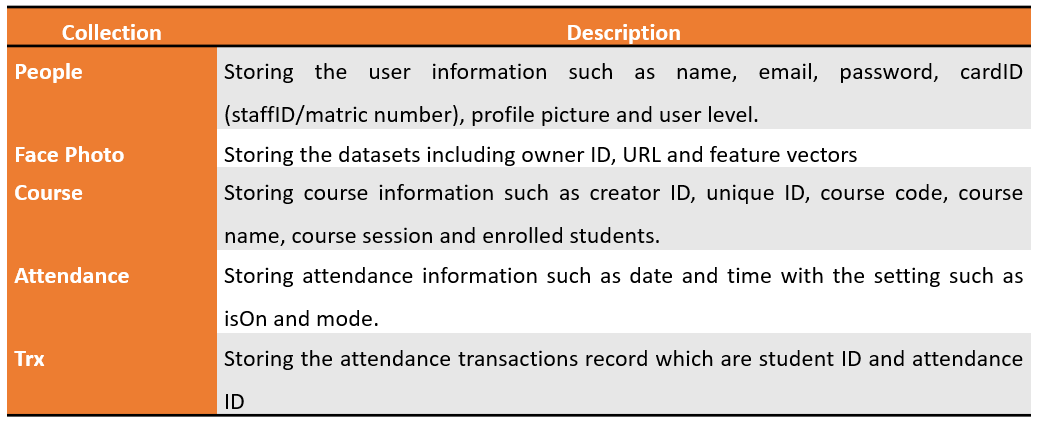 Collection Description
People Storing the user information such as name, email, password, cardID
(staffID/matric number), profile picture and user level.
Face Photo Storing the datasets including owner ID, URL and feature vectors
Course Storing course information such as creator ID, unique ID, course code, course
name, course session and enrolled students.
Attendance Storing attendance information such as date and time with the setting such as
isOn and mode.
Trx Storing the attendance transactions record which are student ID and attendance
ID